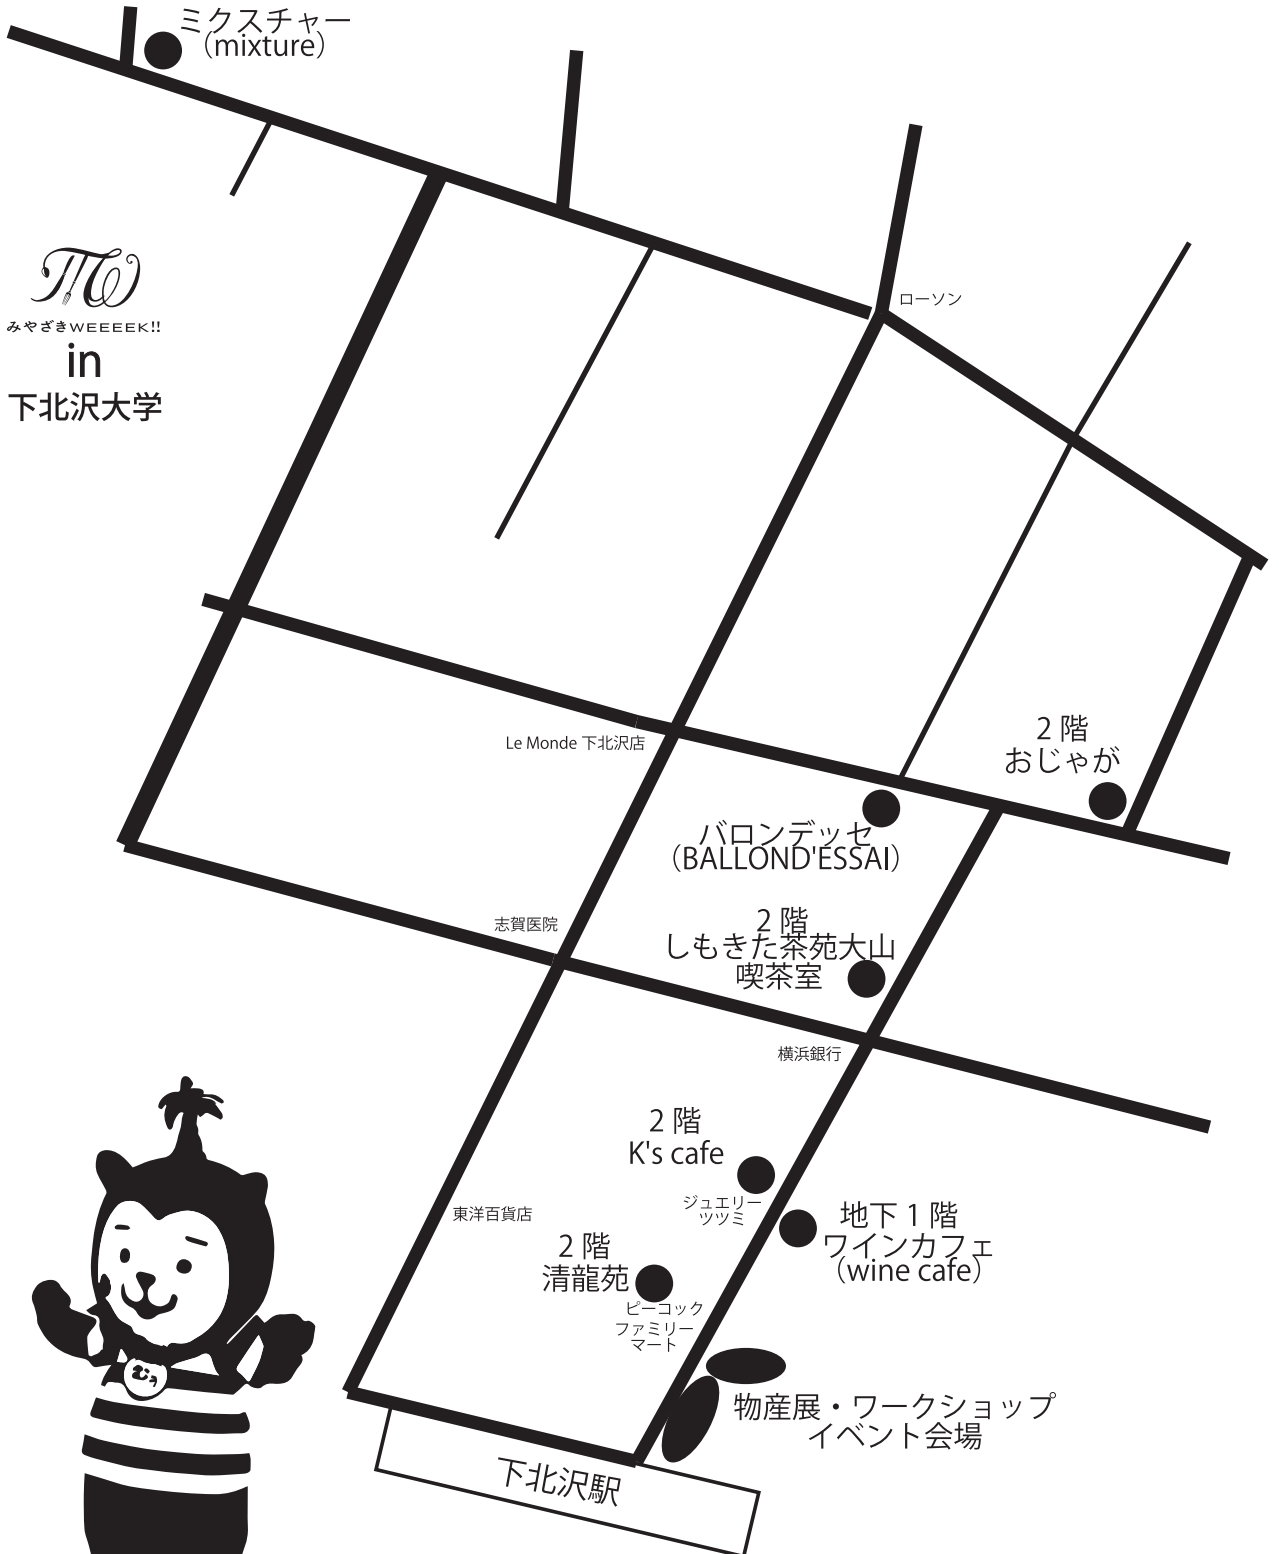 ミクスチャー
（mixture）
ローソン
みやざきWEEEEK!!
in
下北沢大学
Le Monde 下北沢店
2 階
おじゃが
バロンデッセ
（BALLOND'ESSAI）
志賀医院
2 階
しもきた茶苑大山
喫茶室
横浜銀行
2 階
K's cafe
ジュエリー
ツツミ
東洋百貨店
地下 1 階
ワインカフェ
（wine cafe）
2 階
清龍苑
ピーコック
ファミリー
マート
むぅ
物産展・ワークショップ
イベント会場
下北沢駅